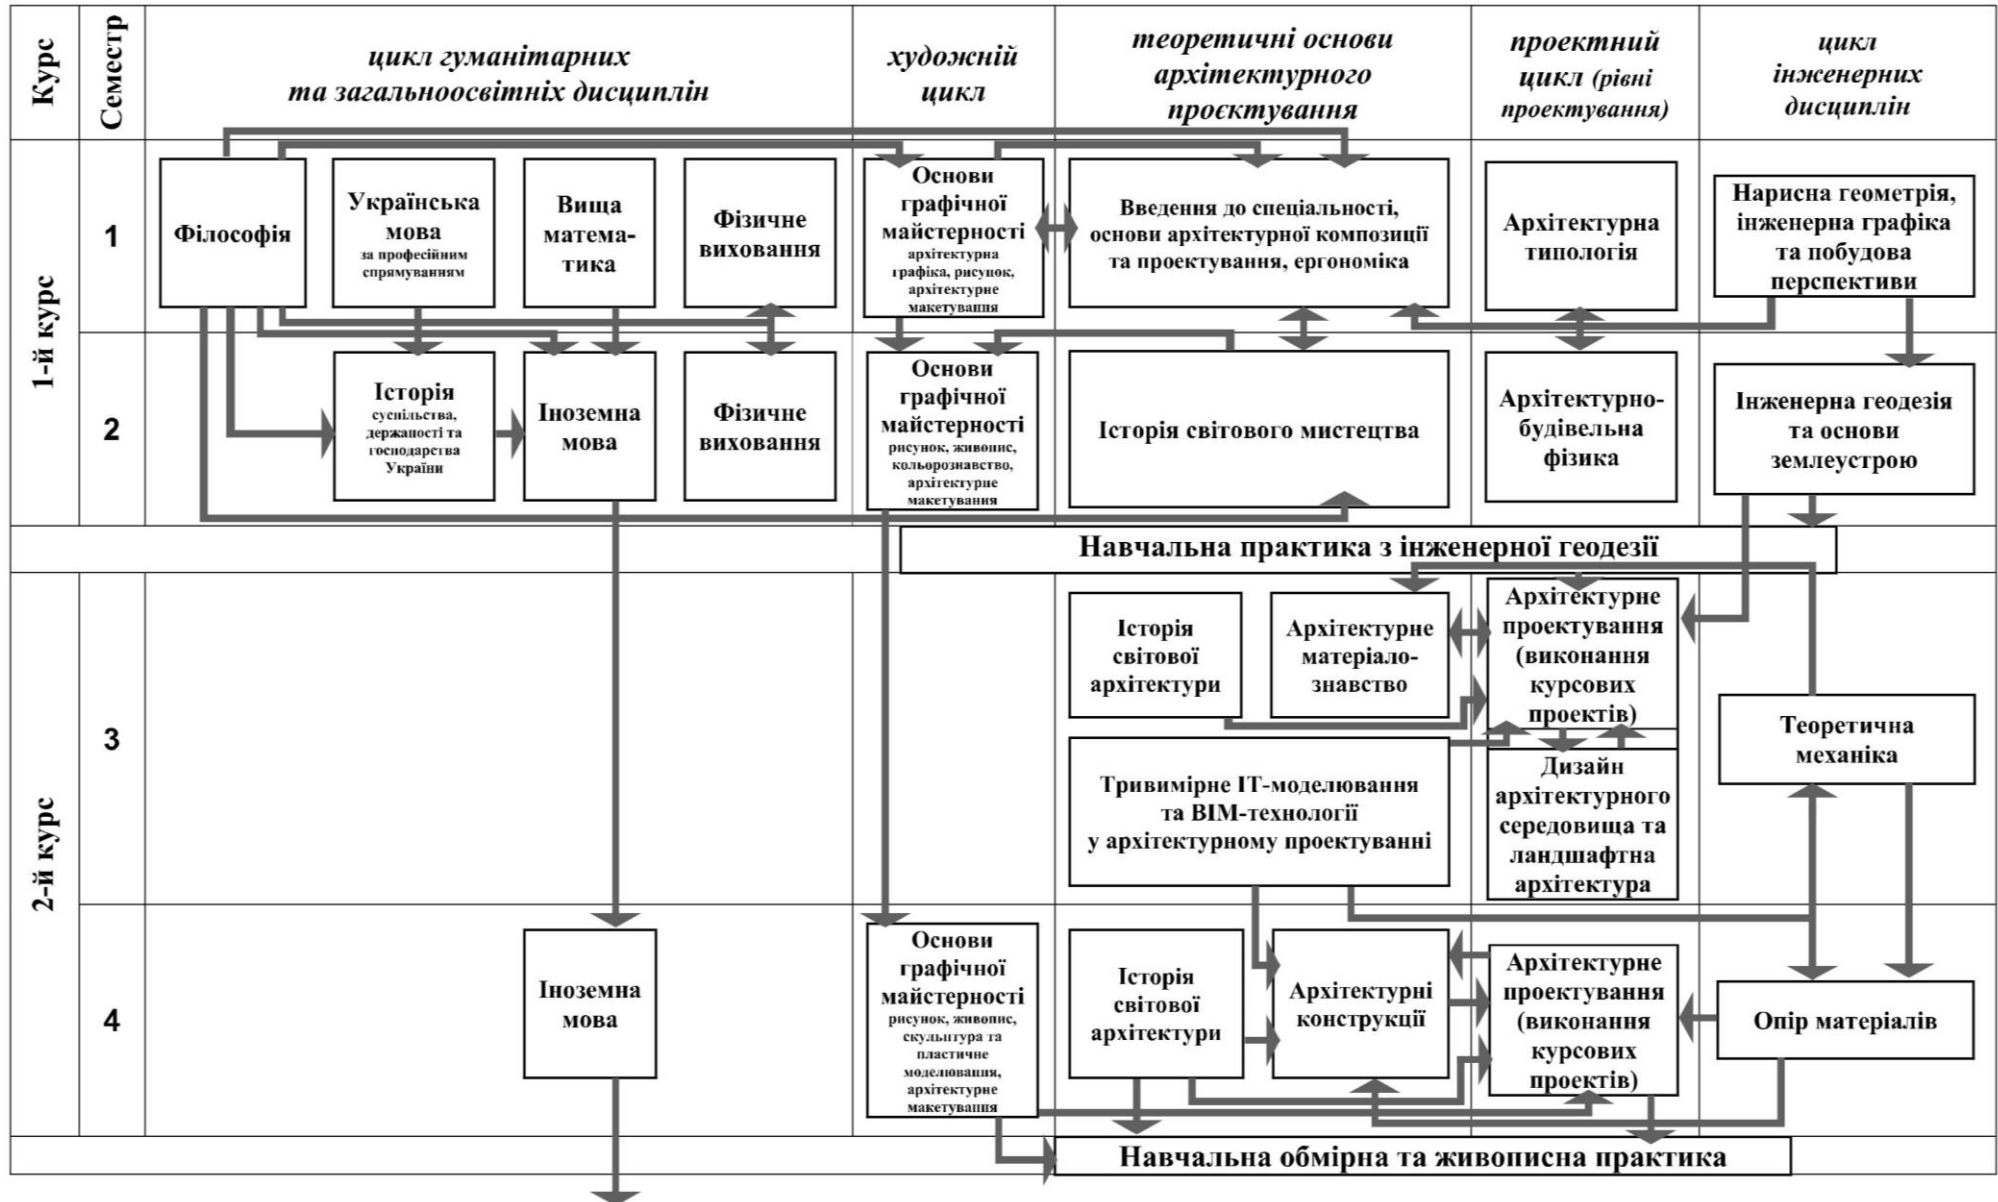 Курс
Семестр
цикл гуманітарних
та загальноосвітніх дисциплін
художній
цикл
теоретичні основи
архітектурного
проєктування
проектний
цикл (рівні
проектування)
цикл
інженерних
дисциплін
1-й курс
1
Філософія
Українська
мова
за професійним
спрямуванням
Вища
матема-
тика
Фізичне
виховання
Основи
графічної
майстерності
архітектурна
графіка, рисунок,
архітектурне
макетування
Введення до спеціальності,
основи архітектурної композиції
та проектування, ергономіка
Архітектурна
типологія
Нарисна геометрія,
інженерна графіка
та побудова
перспективи
2
Історія
суспільства,
державності та
господарства
України
Іноземна
мова
Фізичне
виховання
Основи
графічної
майстерності
рисунок, живопис,
кольорознавство,
архітектурне
макетування
Історія світового мистецтва
Архітектурно-
будівельна
фізика
Інженерна геодезія
та основи
землеустрою
Навчальна практика з інженерної геодезії
2-й курс
3
Історія
світової
архітектури
Архітектурне
матеріало-
знавство
Архітектурне
проектування
(виконання
курсових
проектів)
Тривимірне ІТ-моделювання
та BIM-технології
у архітектурному проектуванні
Дизайн
архітектурного
середовища та
ландшафтна
архітектура
Теоретична
механіка
4
Іноземна
мова
Основи
графічної
майстерності
рисунок, живопис,
скульптура та
пластичне
моделювання,
архітектурне
макетування
Історія
світової
архітектури
Архітектурні
конструкції
Архітектурне
проектування
(виконання
курсових
проектів)
Опір матеріалів
Навчальна обмірна та живописна практика